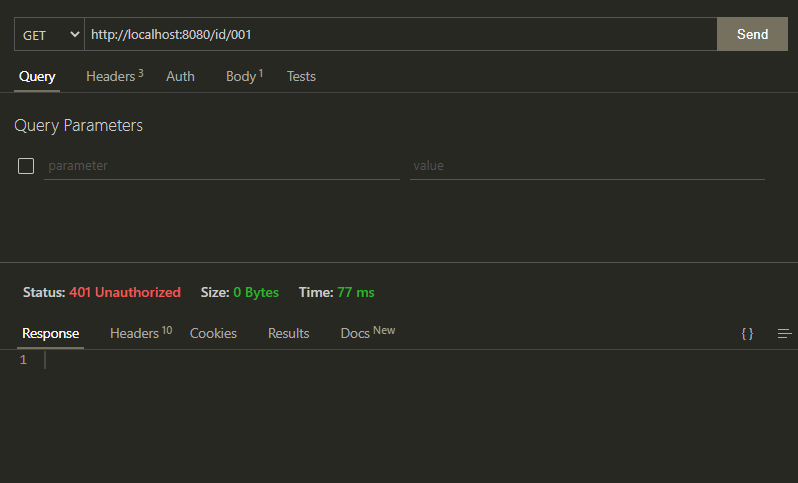 GET http://localhost:8080/id/001 Send
Query Headers 3 Auth Body 1 Tests
Query Parameters
parameter value
Status: 401 Unauthorized Size: 0 Bytes Time: 77 ms
Response Headers 10 Cookies Results Docs New { }
1